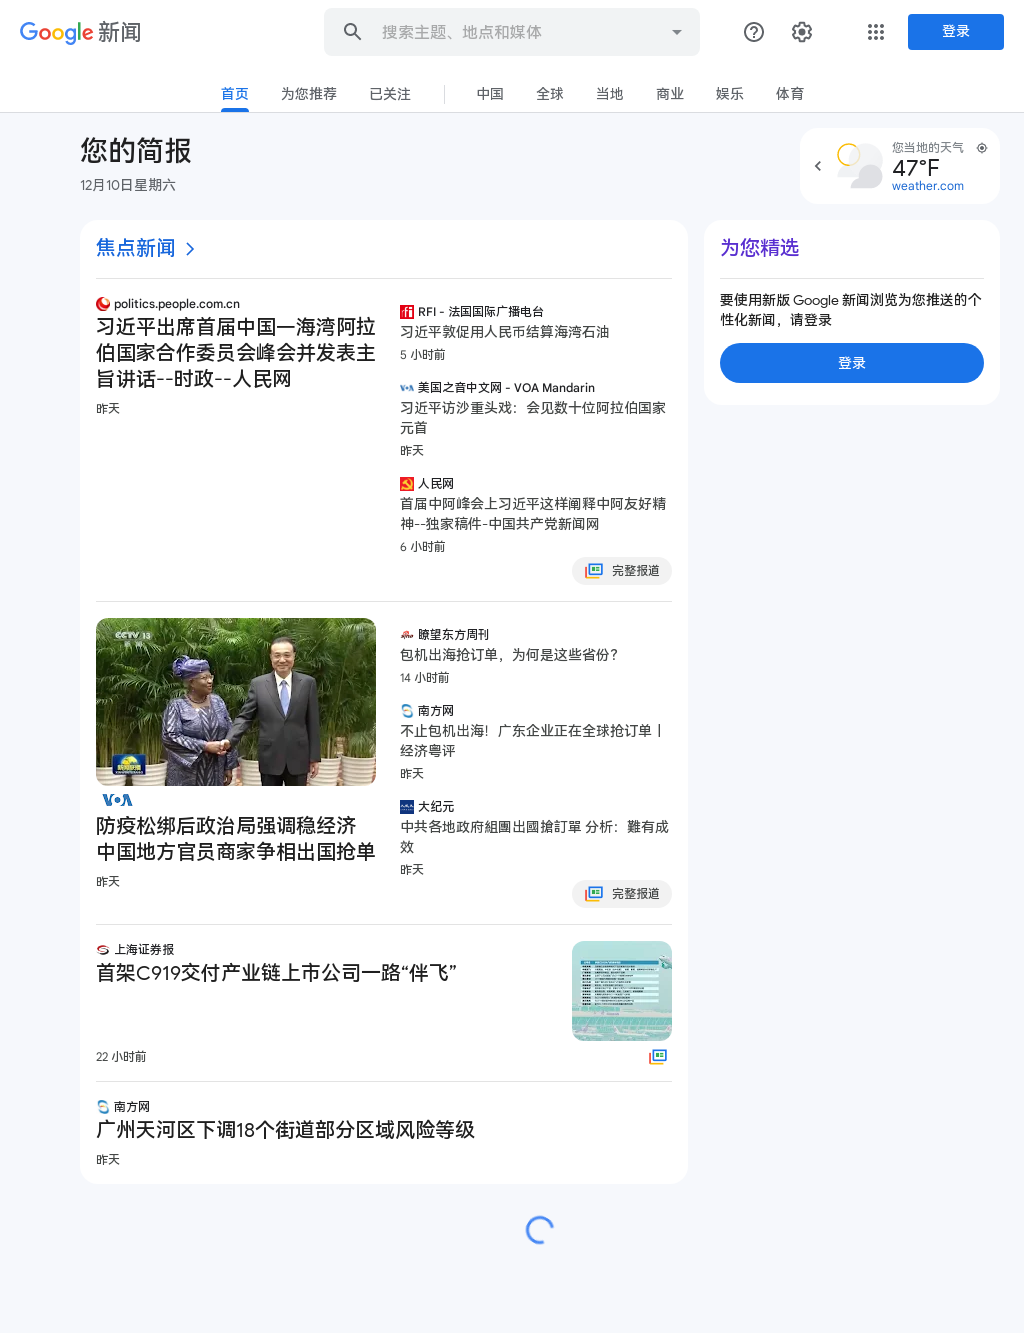 Google 新闻
搜索主题、地点和媒体
登录
首页
为您推荐
已关注
中国
全球
当地
商业
娱乐
体育
您的简报
12月10日星期六
您当地的天气
47°F
weather.com
焦点新闻
politics.people.com.cn
习近平出席首届中国—海湾阿拉
伯国家合作委员会峰会并发表主
旨讲话--时政--人民网
昨天
RFI - 法国国际广播电台
习近平敦促用人民币结算海湾石油
5 小时前
美国之音中文网 - VOA Mandarin
习近平访沙重头戏：会见数十位阿拉伯国家
元首
昨天
人民网
首届中阿峰会上习近平这样阐释中阿友好精
神--独家稿件-中国共产党新闻网
6 小时前
完整报道
为您精选
要使用新版 Google 新闻浏览为您推送的个
性化新闻，请登录
登录
CCTV 13
新闻
VOA
防疫松绑后政治局强调稳经济
中国地方官员商家争相出国抢单
昨天
瞭望东方周刊
包机出海抢订单，为何是这些省份？
14 小时前
南方网
不止包机出海！广东企业正在全球抢订单丨
经济粤评
昨天
大纪元
中共各地政府組團出國搶訂單 分析：難有成
效
昨天
完整报道
上海证券报
首架C919交付产业链上市公司一路“伴飞”
22 小时前
南方网
广州天河区下调18个街道部分区域风险等级
昨天